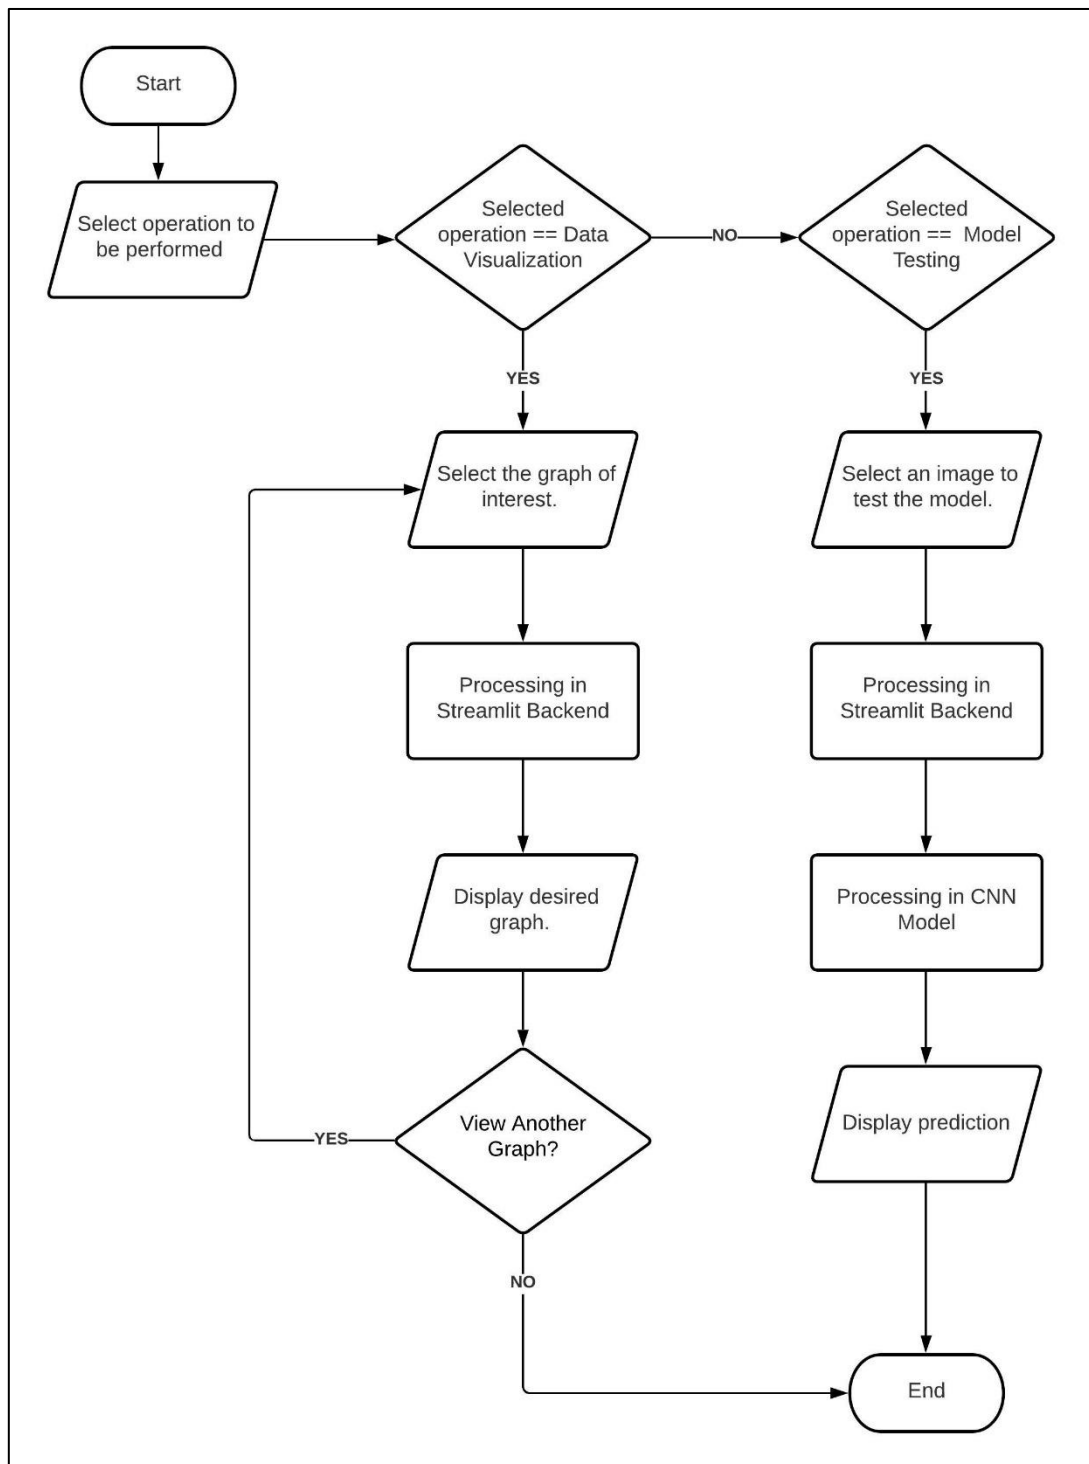 Start
Select operation to
be performed
Selected
operation == Data
Visualization
NO
Selected
operation == Model
Testing
YES
YES
Select the graph of
interest.
Select an image to
test the model.
Processing in
Streamlit Backend
Processing in
Streamlit Backend
Display desired
graph.
Processing in CNN
Model
View Another
Graph?
YES
Display prediction
NO
End